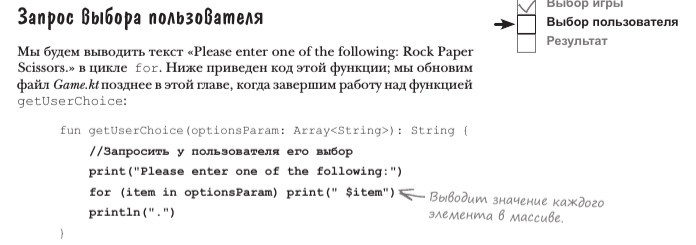 Запрос выбора пользователя
Выбор игры
Выбор пользователя
Результат
Мы будем выводить текст «Please enter one of the following: Rock Paper
Scissors.» в цикле for. Ниже приведен код этой функции; мы обновим
файл Game.kt позднее в этой главе, когда завершим работу над функцией
getUserChoice:
fun getUserChoice(optionsParam: Array<String>): String {
//Запросить у пользователя его выбор
print("Please enter one of the following:")
for (item in optionsParam) print(" $item")
println(".")
}
Выводит значение каждого
элемента в массиве.